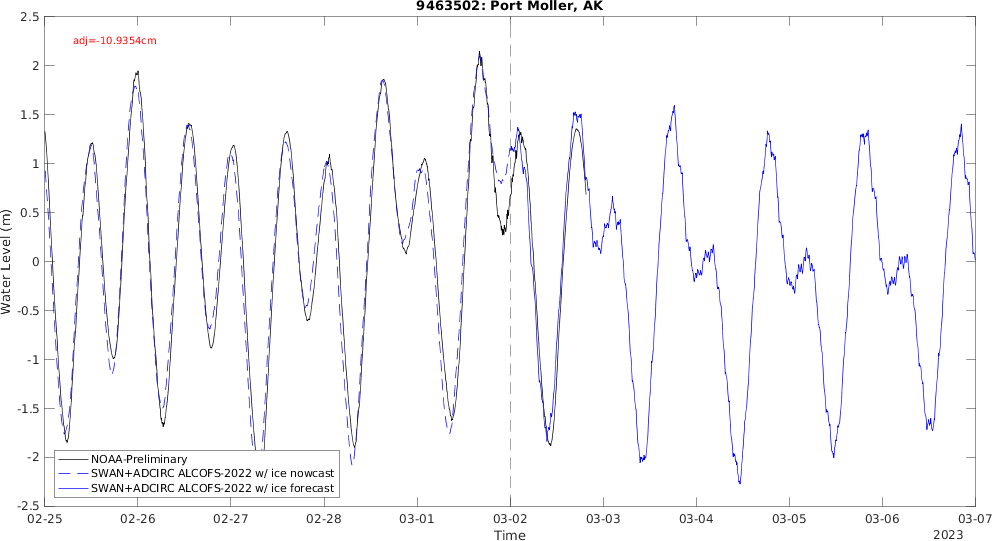 9463502: Port Moller, AK
adj=-10.9354cm
2.5
2
1.5
1
0.5
0
-0.5
-1
-1.5
-2
-2.5
Water Level (m)
NOAA-Preliminary
SWAN+ADCIRC ALCOFS-2022 w/ ice nowcast
SWAN+ADCIRC ALCOFS-2022 w/ ice forecast
02-25 02-26 02-27 02-28 03-01 03-02 03-03 03-04 03-05 03-06 03-07
Time
2023